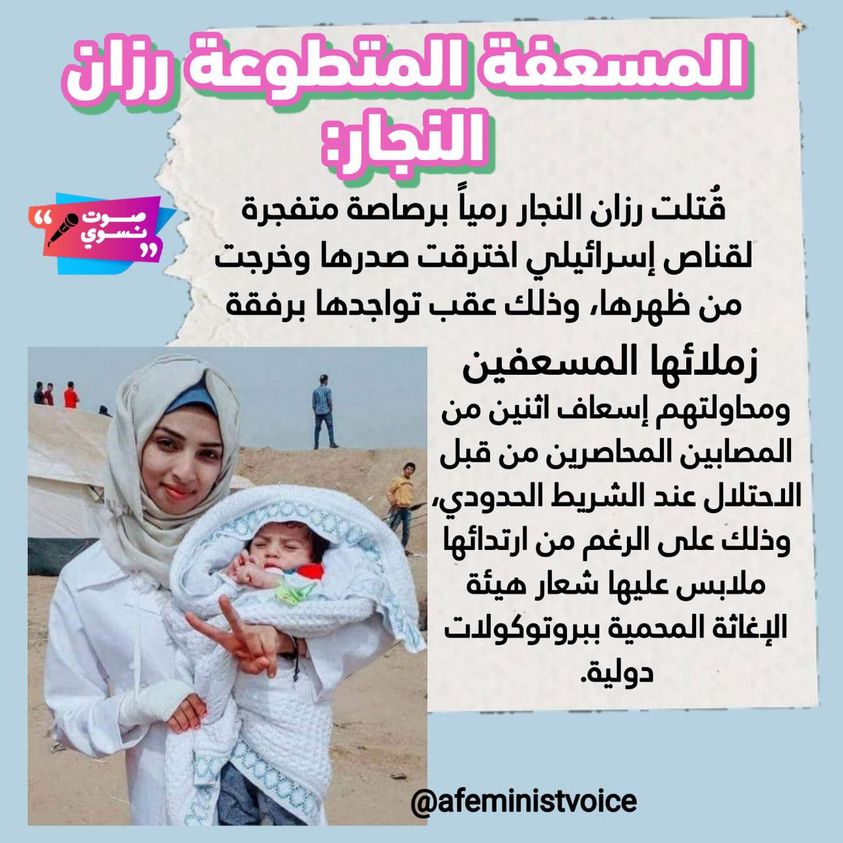 المسعفة المتطوعة رزان
النجار:
صوت
نسوي
قُتلت رزان النجار رمياً برصاصة متفجرة
لقناص إسرائيلي اخترقت صدرها وخرجت
من ظهرها، وذلك عقب تواجدها برفقة
زملائها المسعفين
ومحاولتهم إسعاف اثنين من
المصابين المحاصرين من قبل
الاحتلال عند الشريط الحدودي،
وذلك على الرغم من ارتدائها
ملابس عليها شعار هيئة
الإغاثة المحمية ببروتوكولات
دولية.
@afeministvoice